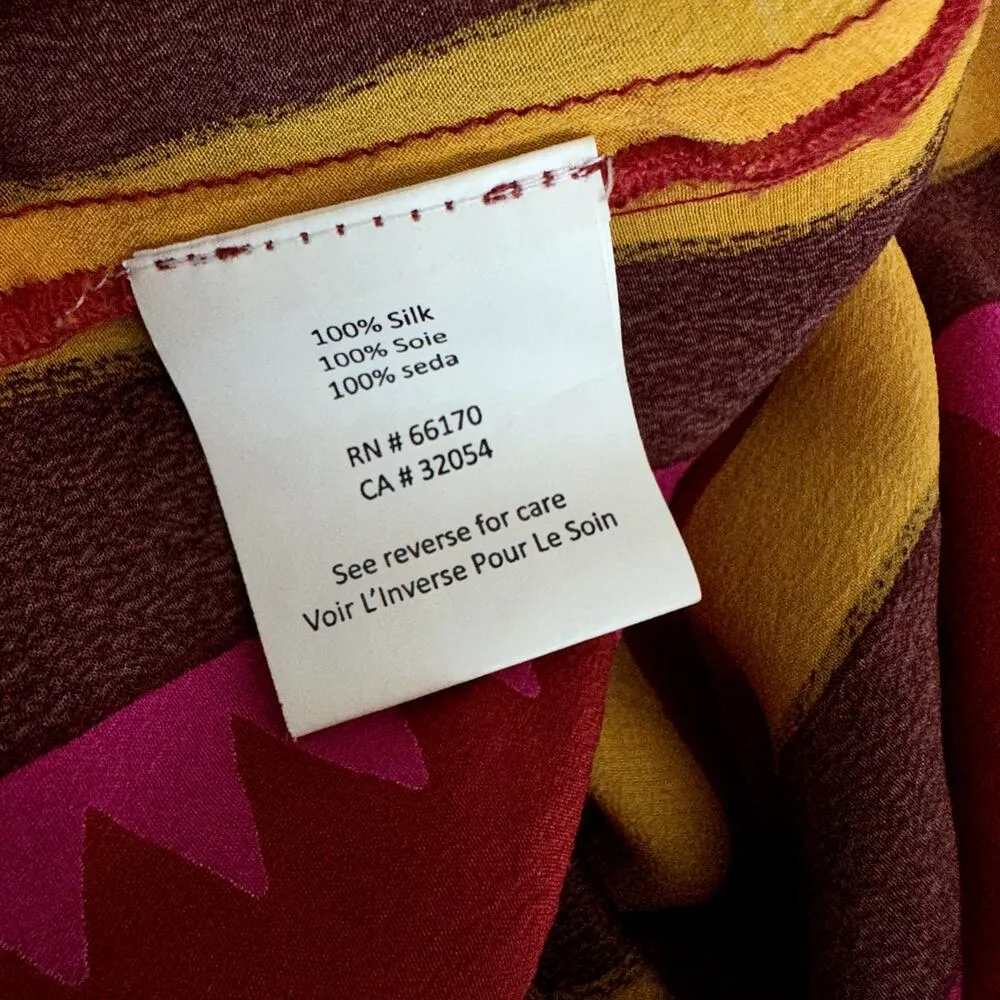 100% Silk
100% Soie
100% seda
RN # 66170
CA # 32054
See reverse for care
Voir L'Inverse Pour Le Soin